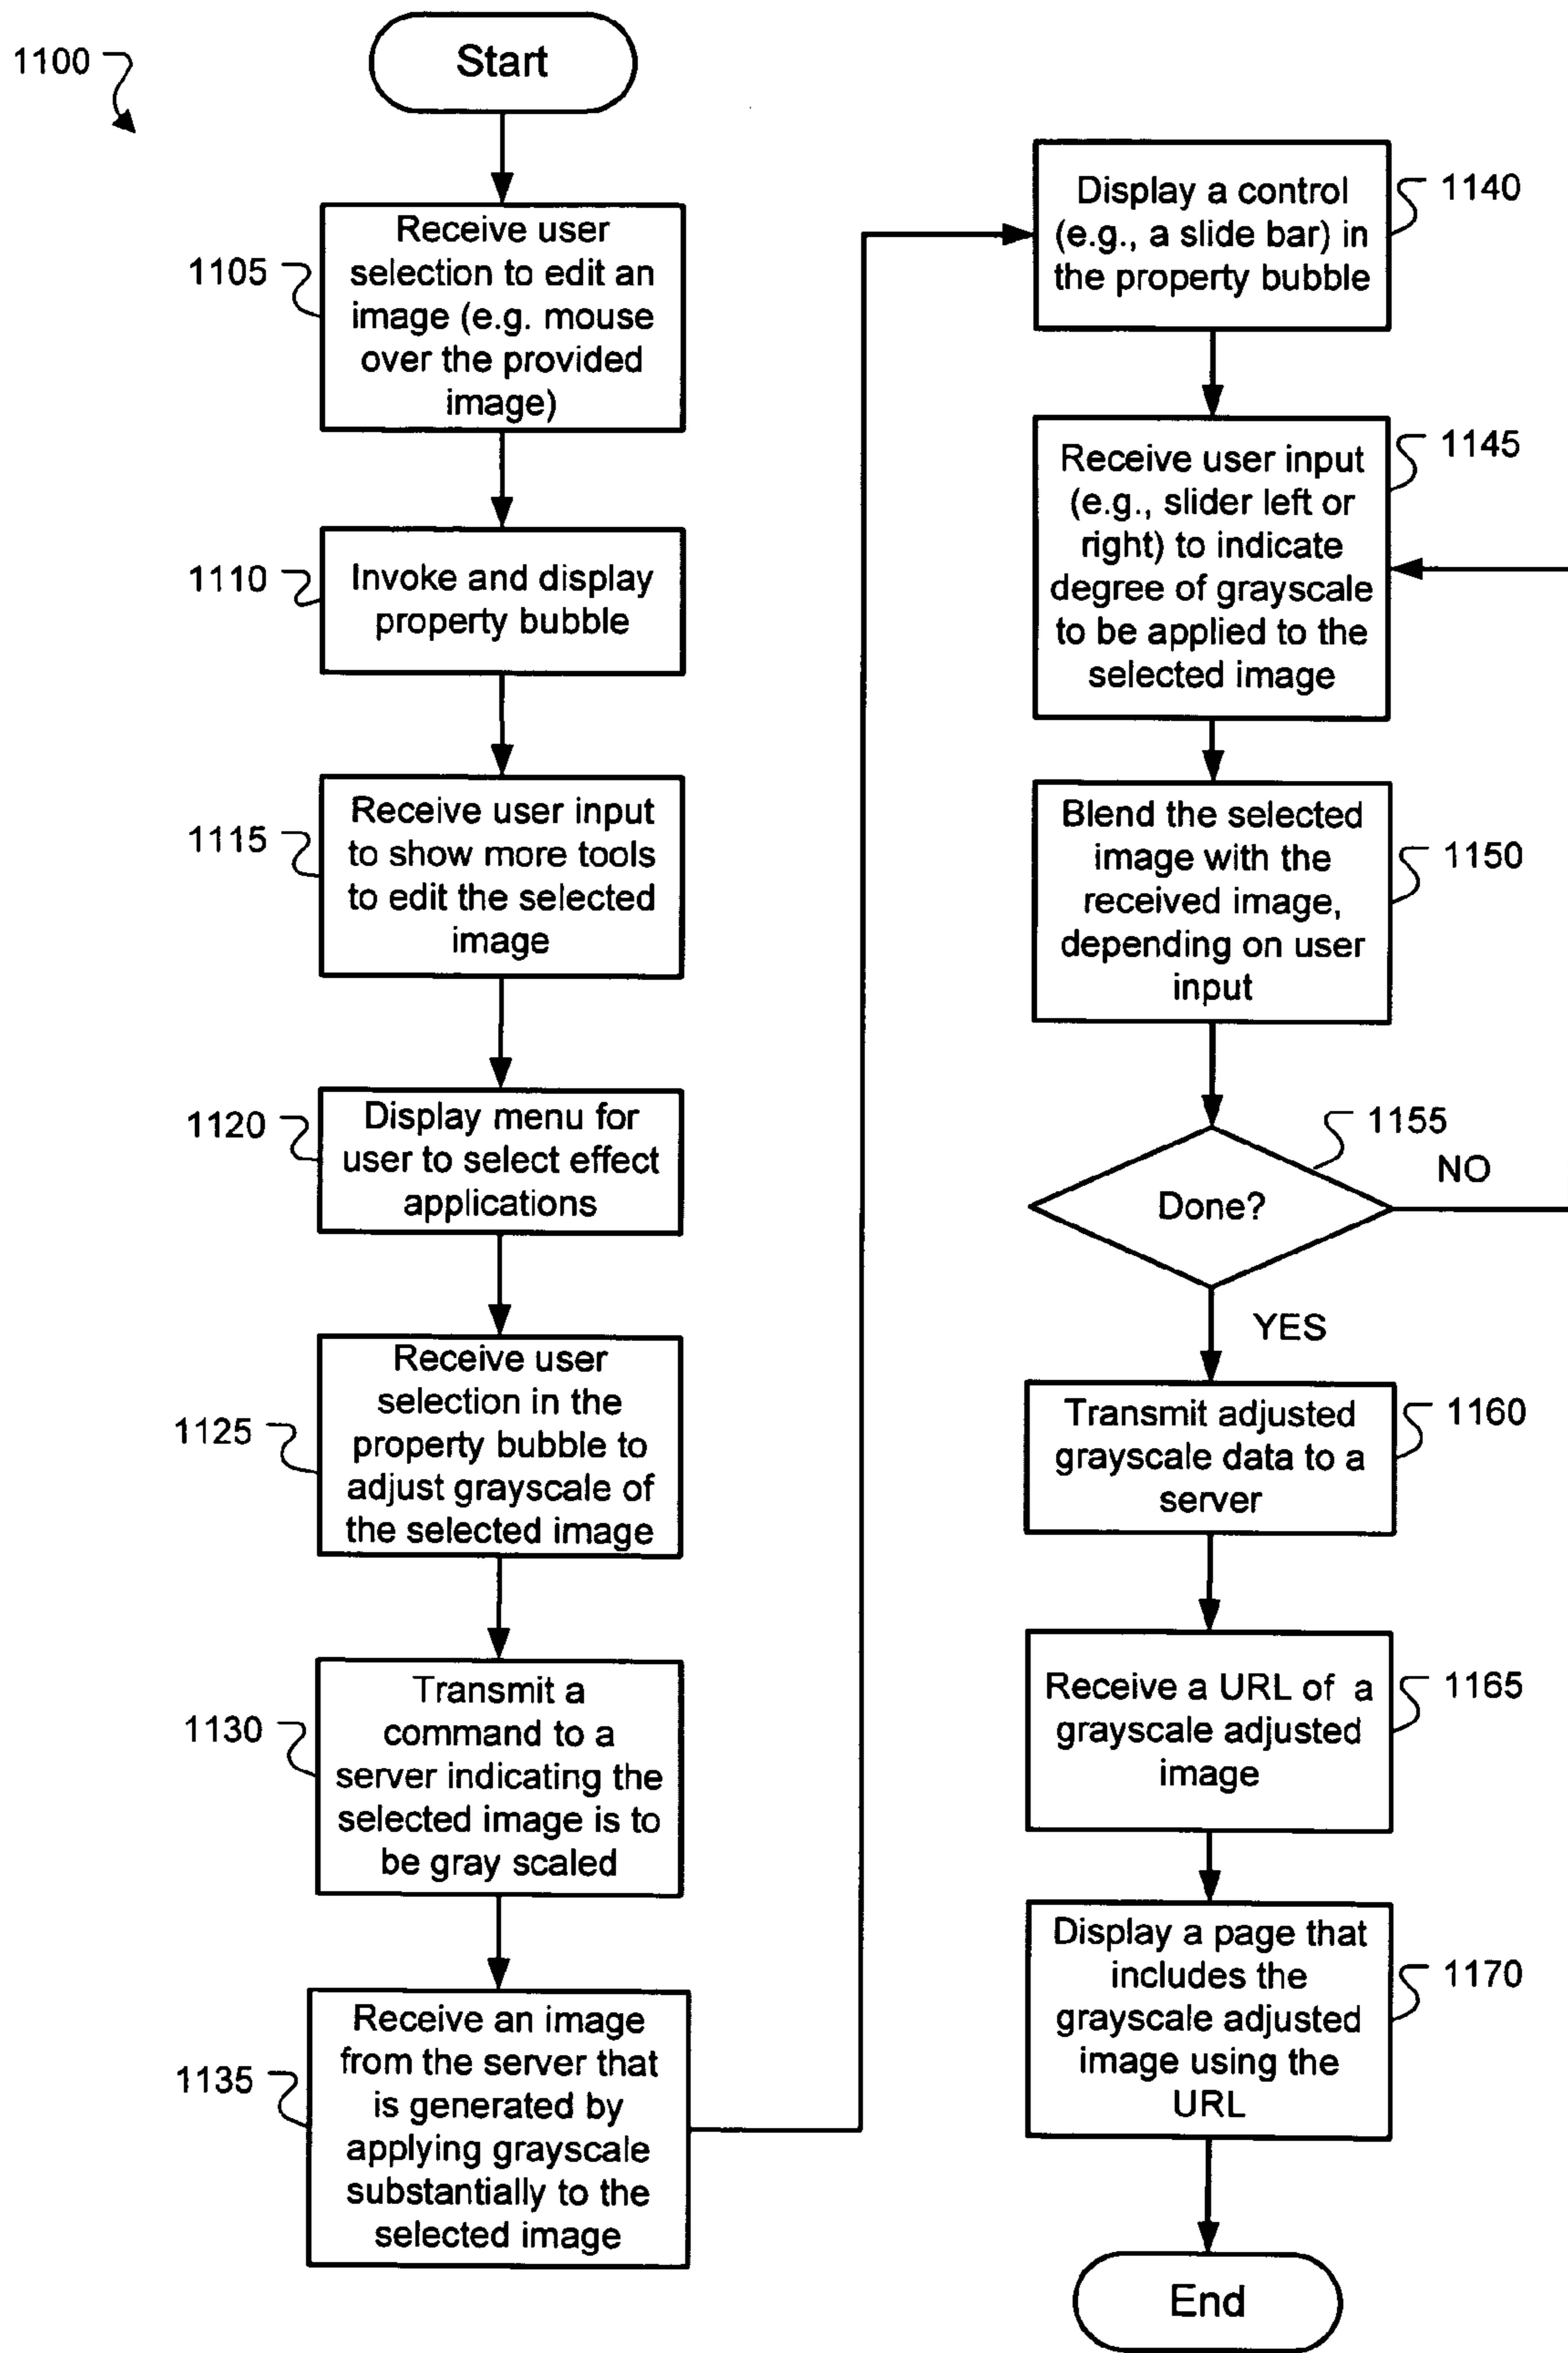 1100
Start
1105
Receive user
selection to edit an
image (e.g. mouse
over the provided
image)
1110
Invoke and display
property bubble
1115
Receive user input
to show more tools
to edit the selected
image
1120
Display menu for
user to select effect
applications
1125
Receive user
selection in the
property bubble to
adjust grayscale of
the selected image
1130
Transmit a
command to a
server indicating the
selected image is to
be gray scaled
1135
Receive an image
from the server that
is generated by
applying grayscale
substantially to the
selected image
1140
Display a control
(e.g., a slide bar) in
the property bubble
1145
Receive user input
(e.g., slider left or
right) to indicate
degree of grayscale
to be applied to the
selected image
1150
Blend the selected
image with the
received image,
depending on user
input
1155
Done?
NO
YES
1160
Transmit adjusted
grayscale data to a
server
1165
Receive a URL of a
grayscale adjusted
image
1170
Display a page that
includes the
grayscale adjusted
image using the
URL
End